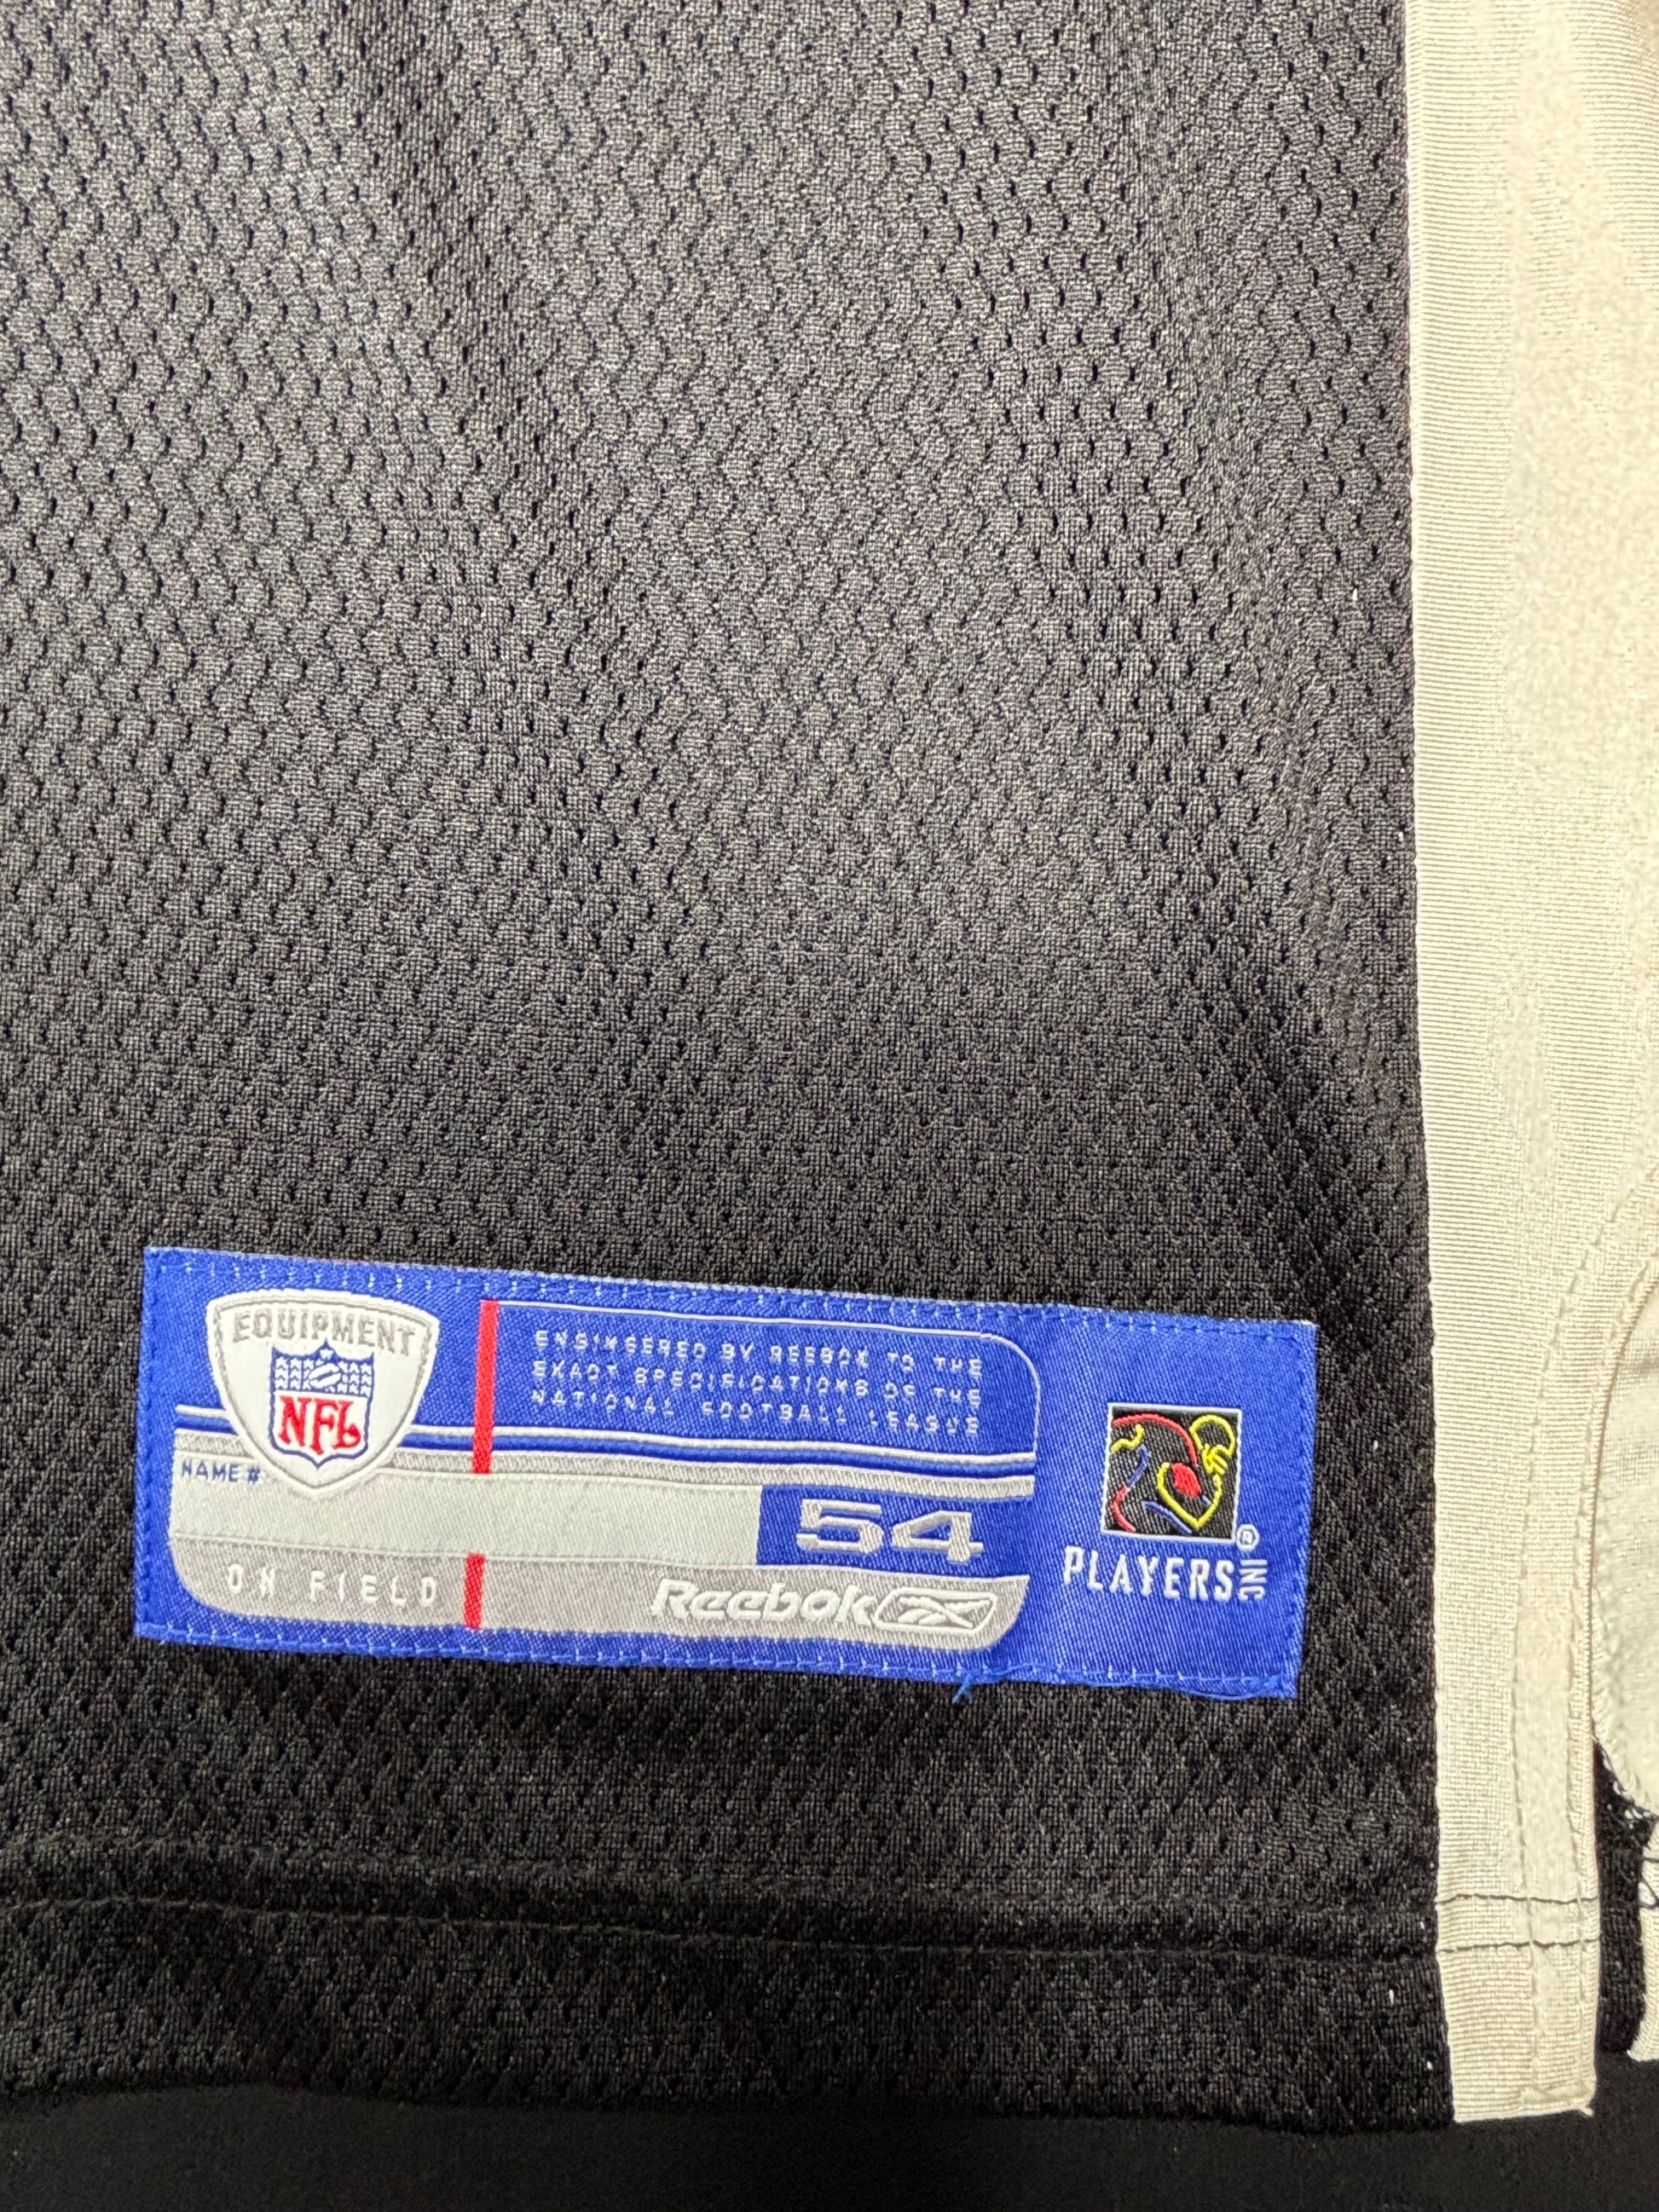 EQUIPMENT
NFL
ENGINEERED BY REEBOK TO THE
EXACT SPECIFICATIONS OF THE
NATIONAL FOOTBALL LEAGUE
NAME #
54
ON FIELD
Reebok
PLAYERS INC
®